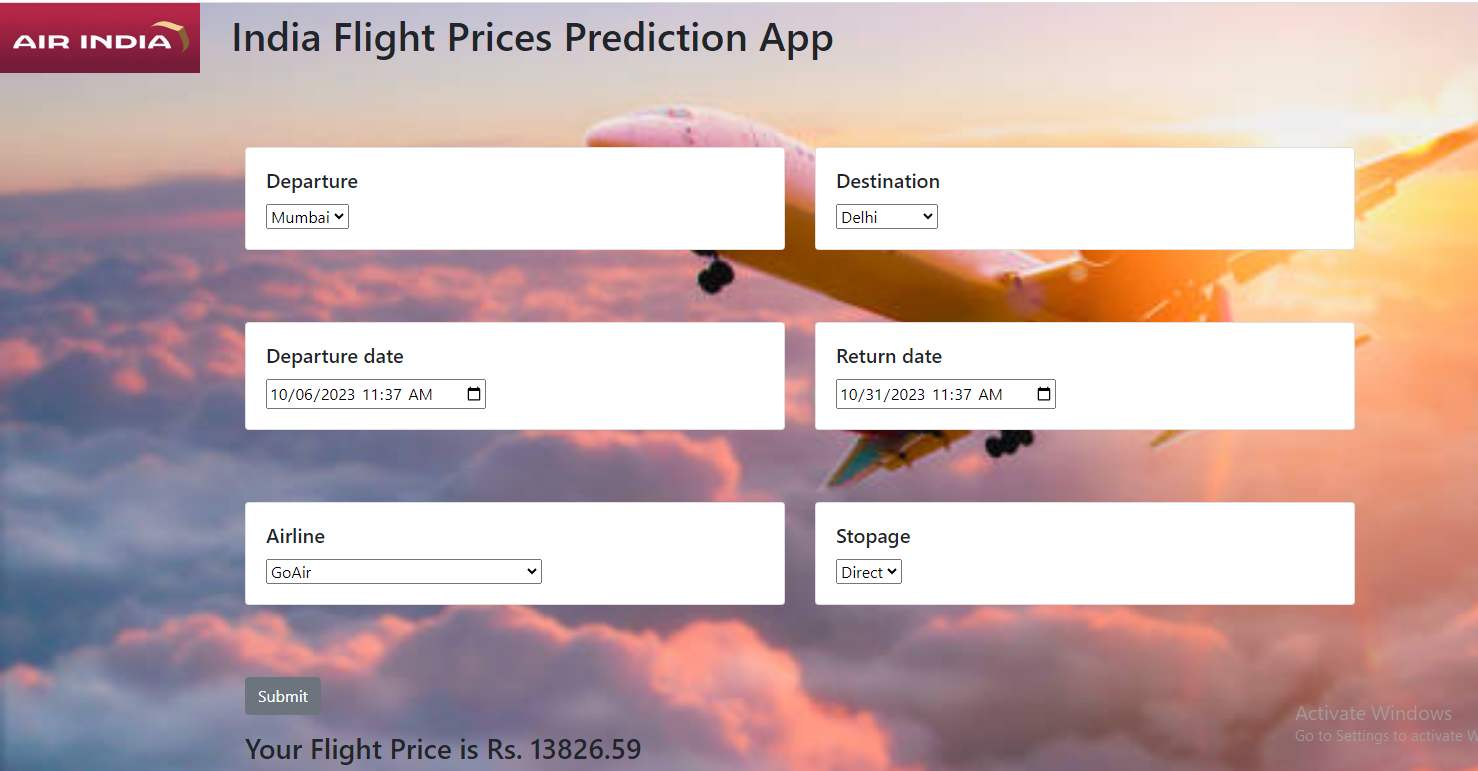 AIR INDIA
India Flight Prices Prediction App
Departure
Mumbai
Destination
Delhi
Departure date
10/06/2023 11:37 AM
Return date
10/31/2023 11:37 AM
Airline
GoAir
Stopage
Direct
Submit
Your Flight Price is Rs. 13826.59
Activate Windows
Go to Settings to activate W